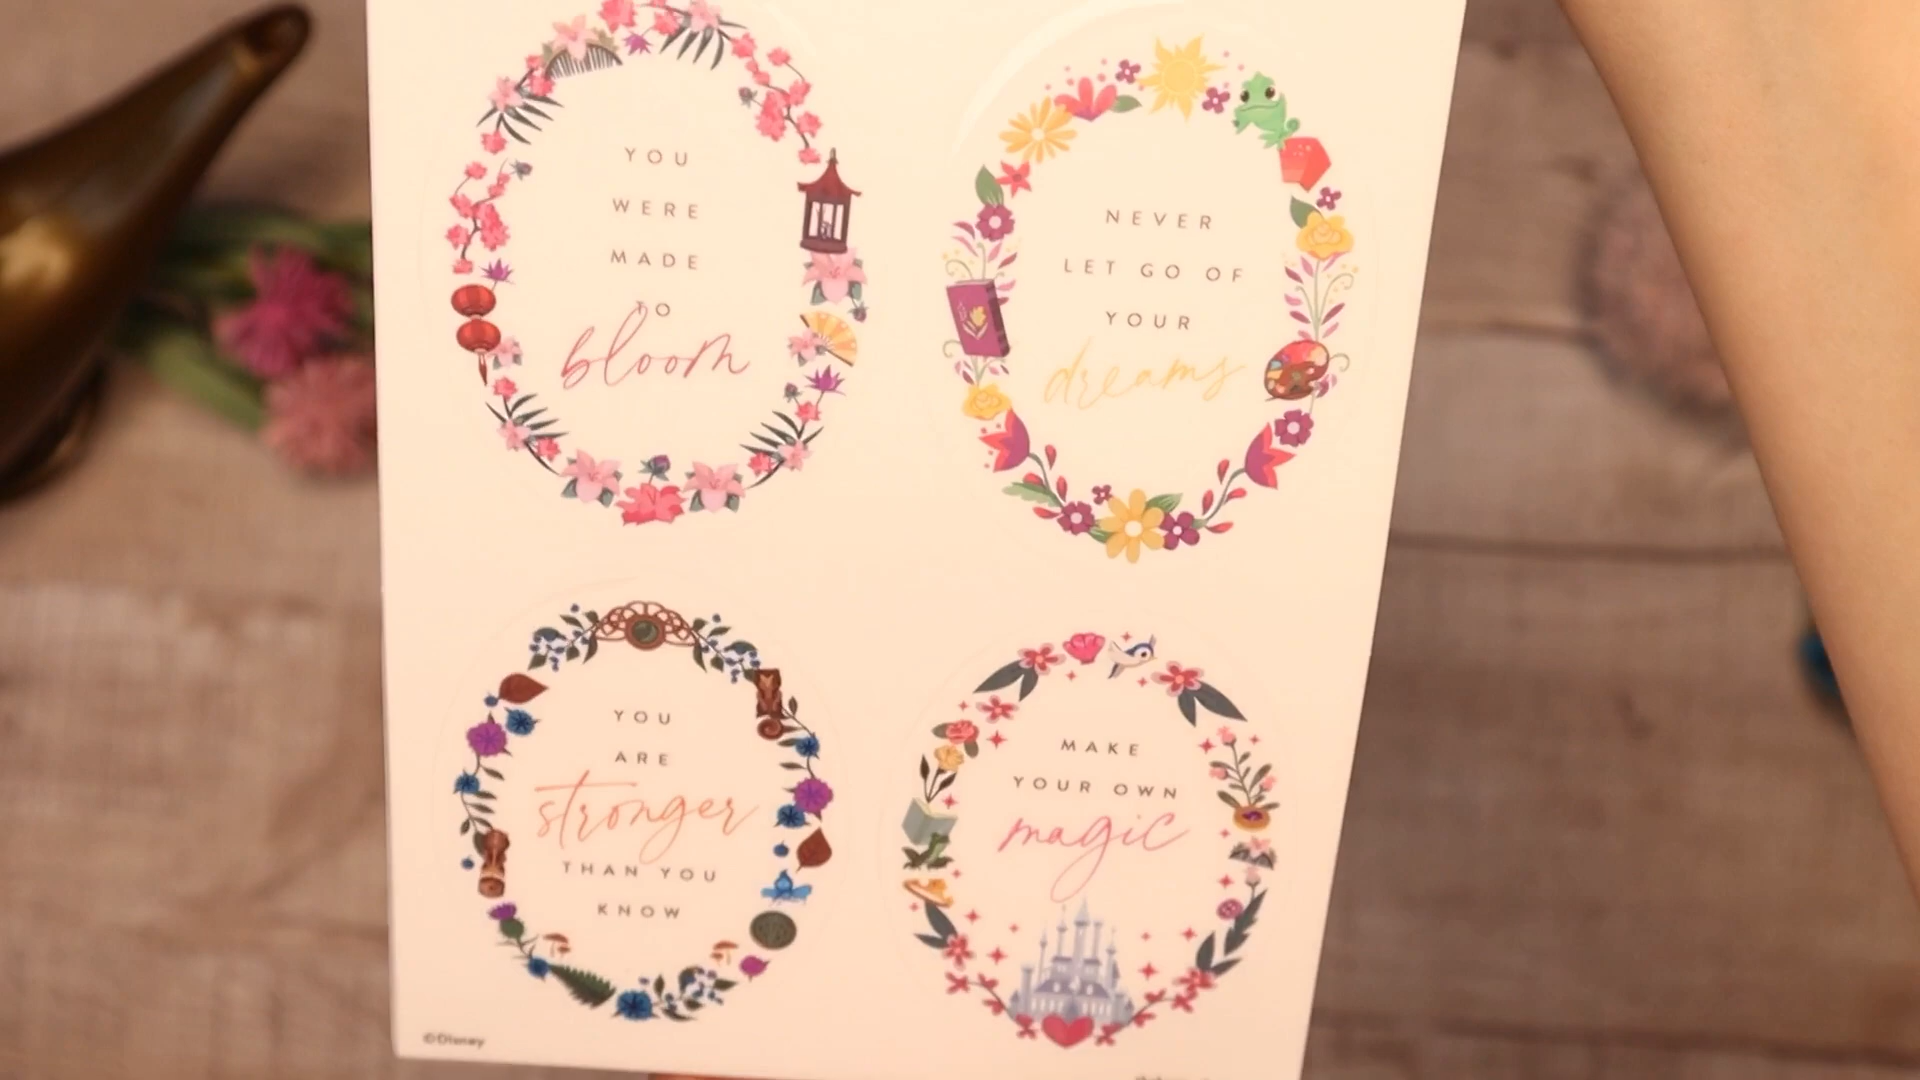 YOU
WERE
MADE
TO
bloom
NEVER
LET GO OF
YOUR
dreams
YOU
ARE
stronger
THAN YOU
KNOW
MAKE
YOUR OWN
magic
©Disney